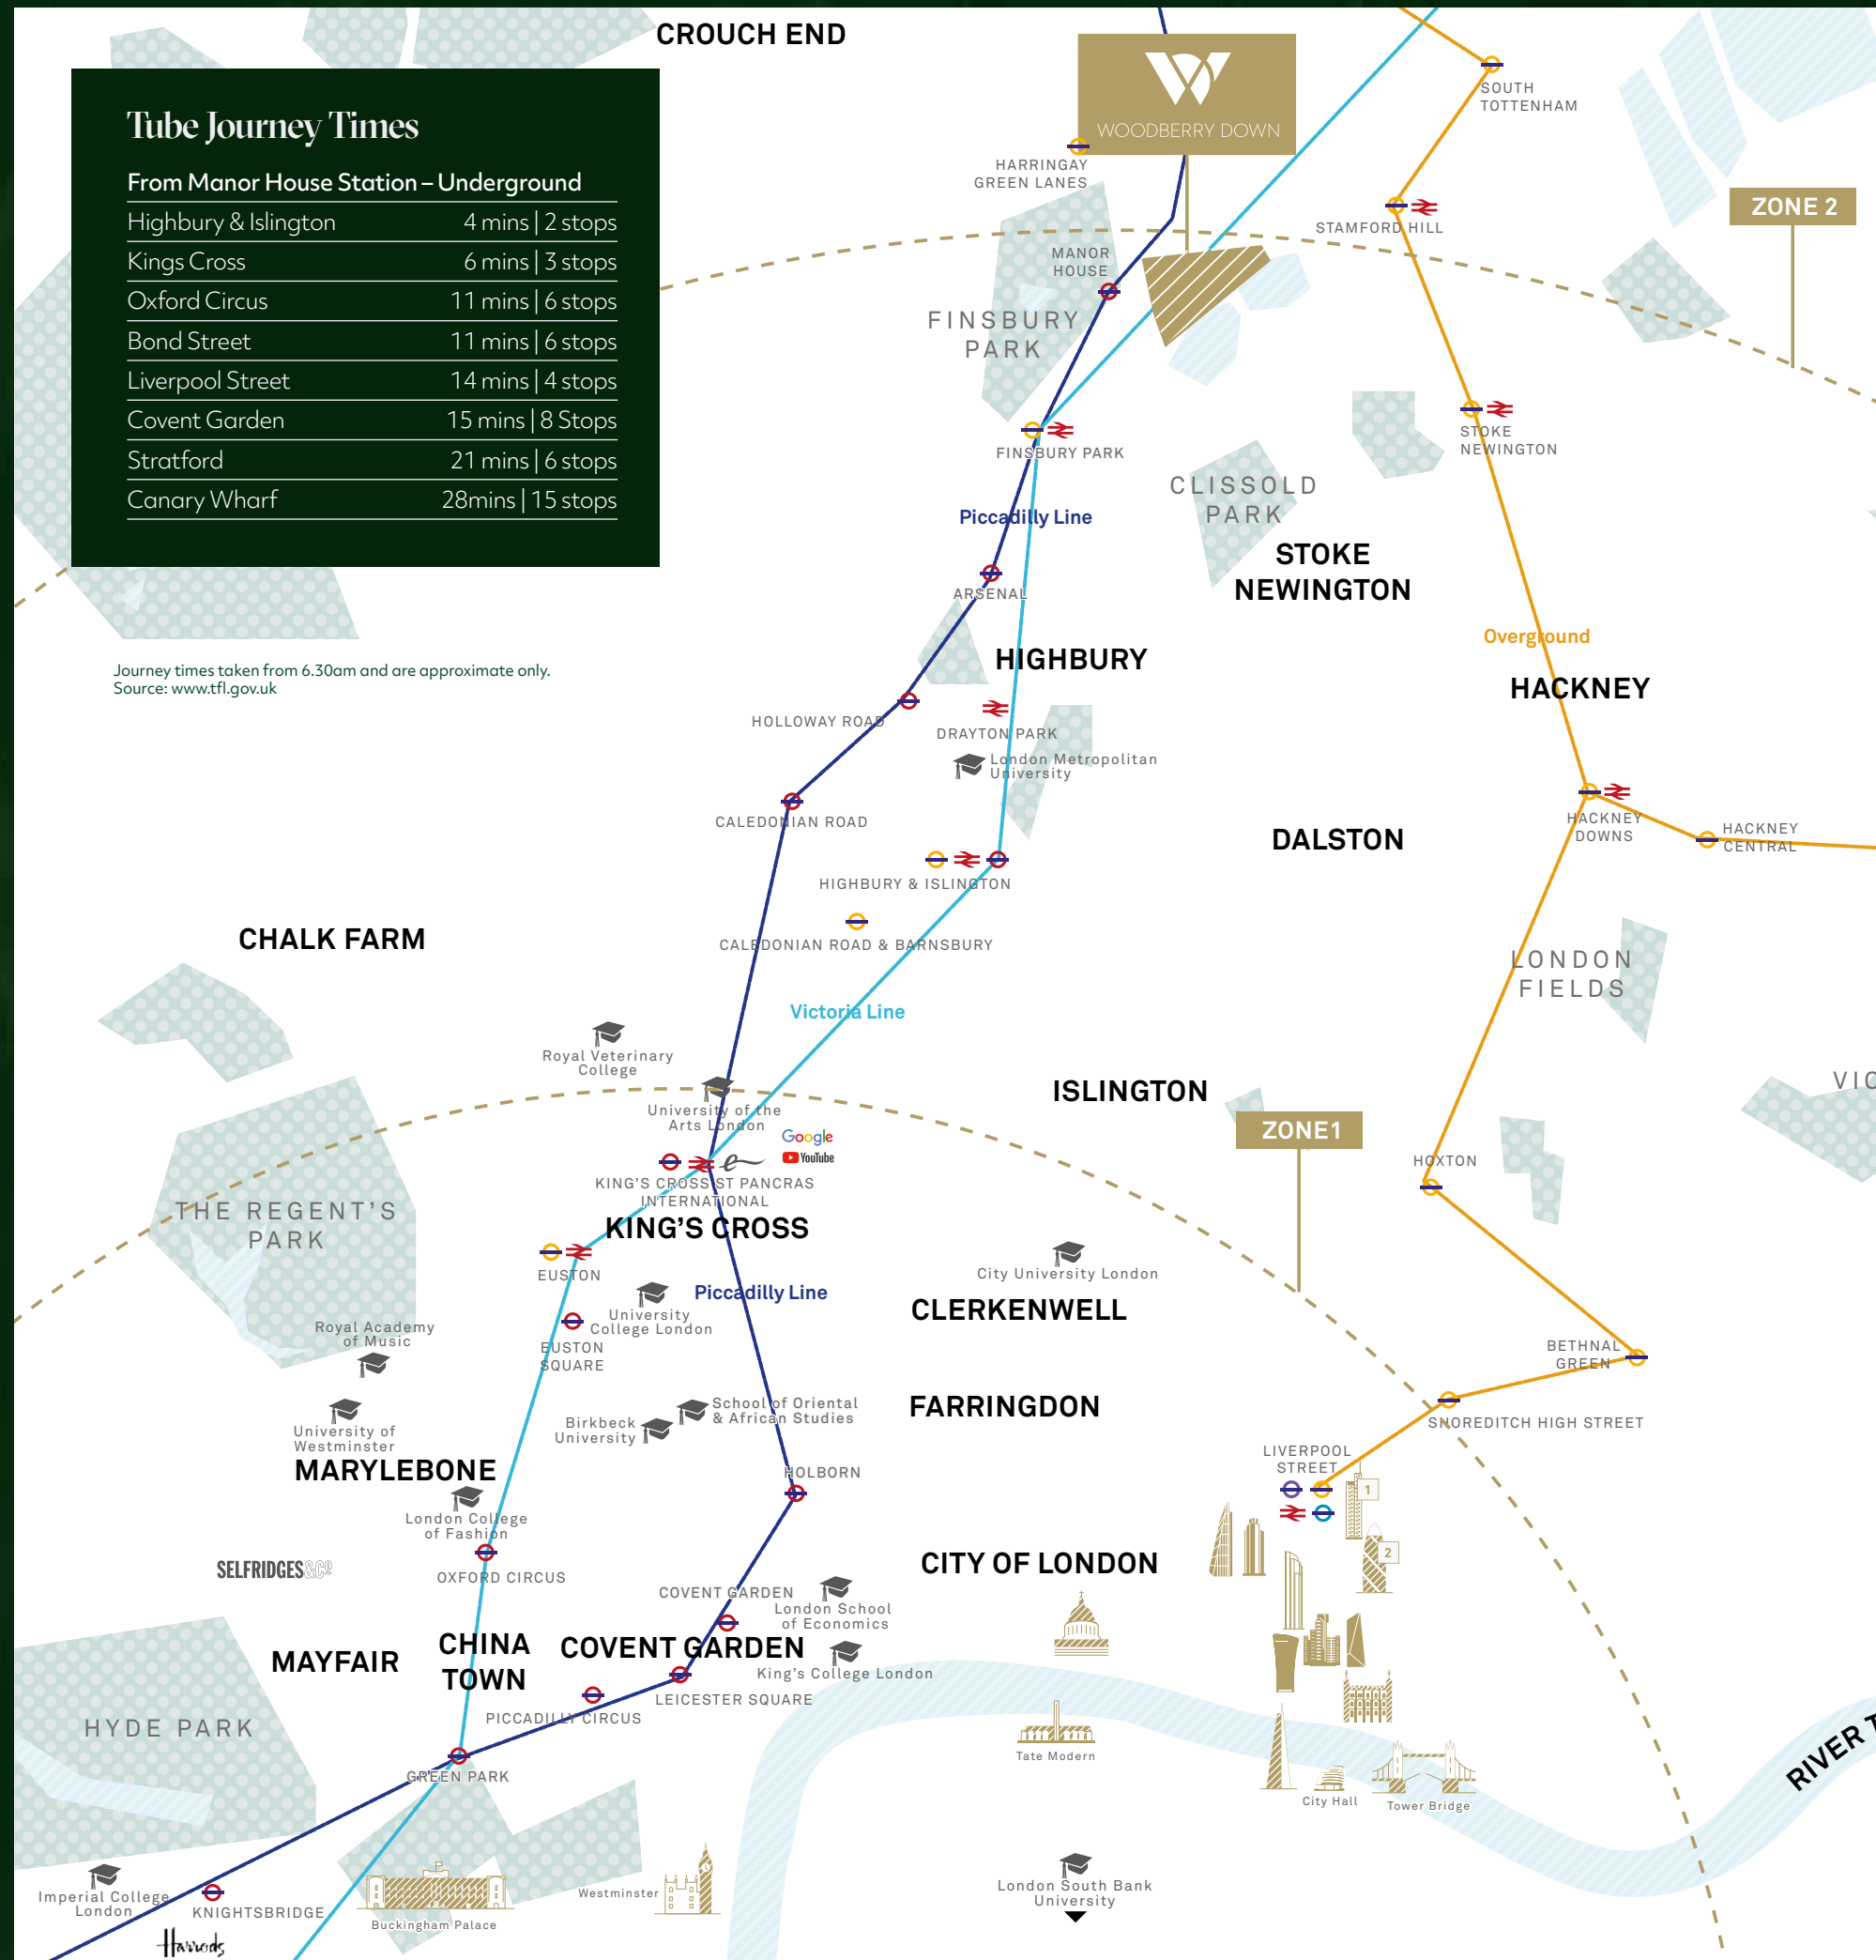 CROUCH END
WOODBERRY DOWN
SOUTH
TOTTENHAM
Tube Journey Times
From Manor House Station – Underground
Highbury & Islington 4 mins | 2 stops
Kings Cross 6 mins | 3 stops
Oxford Circus 11 mins | 6 stops
Bond Street 11 mins | 6 stops
Liverpool Street 14 mins | 4 stops
Covent Garden 15 mins | 8 Stops
Stratford 21 mins | 6 stops
Canary Wharf 28mins | 15 stops
Journey times taken from 6.30am and are approximate only.
Source: www.tfl.gov.uk
HARRINGAY
GREEN LANES
ZONE 2
STAMFORD HILL
MANOR
HOUSE
FINSBURY
PARK
FINSBURY PARK
STOKE
NEWINGTON
CLISSOLD
PARK
Piccadilly Line
STOKE
NEWINGTON
ARSENAL
Overground
HIGHBURY
HACKNEY
HOLLOWAY ROAD
DRAYTON PARK
London Metropolitan
University
CALEDONIAN ROAD
HACKNEY
DOWNS
HACKNEY
CENTRAL
DALSTON
HIGHBURY & ISLINGTON
CALEDONIAN ROAD & BARNSBURY
CHALK FARM
LONDON
FIELDS
Victoria Line
Royal Veterinary
College
VIC
ISLINGTON
University of the
Arts London
Google
YouTube
ZONE1
HOXTON
KING'S CROSS ST PANCRAS
INTERNATIONAL
KING'S CROSS
THE REGENT'S
PARK
EUSTON
City University London
Piccadilly Line
University
College London
CLERKENWELL
Royal Academy
of Music
EUSTON
SQUARE
BETHNAL
GREEN
School of Oriental
& African Studies
FARRINGDON
Birkbeck
University
SHOREDITCH HIGH STREET
University of
Westminster
MARYLEBONE
HOLBORN
LIVERPOOL
STREET
1
2
London College
of Fashion
SELFRIDGES&CO
OXFORD CIRCUS
CITY OF LONDON
COVENT GARDEN
London School
of Economics
MAYFAIR
CHINA
TOWN
COVENT GARDEN
King's College London
LEICESTER SQUARE
PICCADILLY CIRCUS
HYDE PARK
Tate Modern
RIVER T
GREEN PARK
City Hall
Tower Bridge
Imperial College
London
KNIGHTSBRIDGE
Harrods
Buckingham Palace
Westminster
London South Bank
University